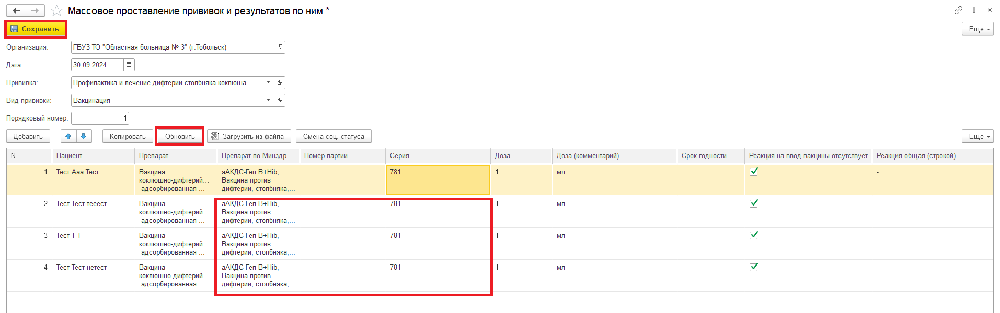 Массовое проставление прививок и результатов по ним *
Сохранить
Еще
Организация: ГБУЗ ТО "Областная больница № 3" (г.Тобольск)
Дата: 30.09.2024
Прививка: Профилактика и лечение дифтерии-столбняка-коклюша
Вид прививки: Вакцинация
Порядковый номер: 1
Добавить Копировать Обновить Загрузить из файла Смена соц. статуса Еще
N Пациент Препарат Препарат по Минздр... Номер партии Серия Доза Доза (комментарий) Срок годности Реакция на ввод вакцины отсутствует Реакция общая (строкой)
1 Тест Ааа Тест Вакцина аАКДС-Геп В+Hib, 781 1 мл -
коклюшно-дифтерий... Вакцина против
адсорбированная ... дифтерии, столбняка,...
2 Тест Тест тееест Вакцина аАКДС-Геп В+Hib, 781 1 мл -
коклюшно-дифтерий... Вакцина против
адсорбированная ... дифтерии, столбняка,...
3 Тест Т Т Вакцина аАКДС-Геп В+Hib, 781 1 мл -
коклюшно-дифтерий... Вакцина против
адсорбированная ... дифтерии, столбняка,...
4 Тест Тест нетест Вакцина аАКДС-Геп В+Hib, 781 1 мл -
коклюшно-дифтерий... Вакцина против
адсорбированная ... дифтерии, столбняка,...